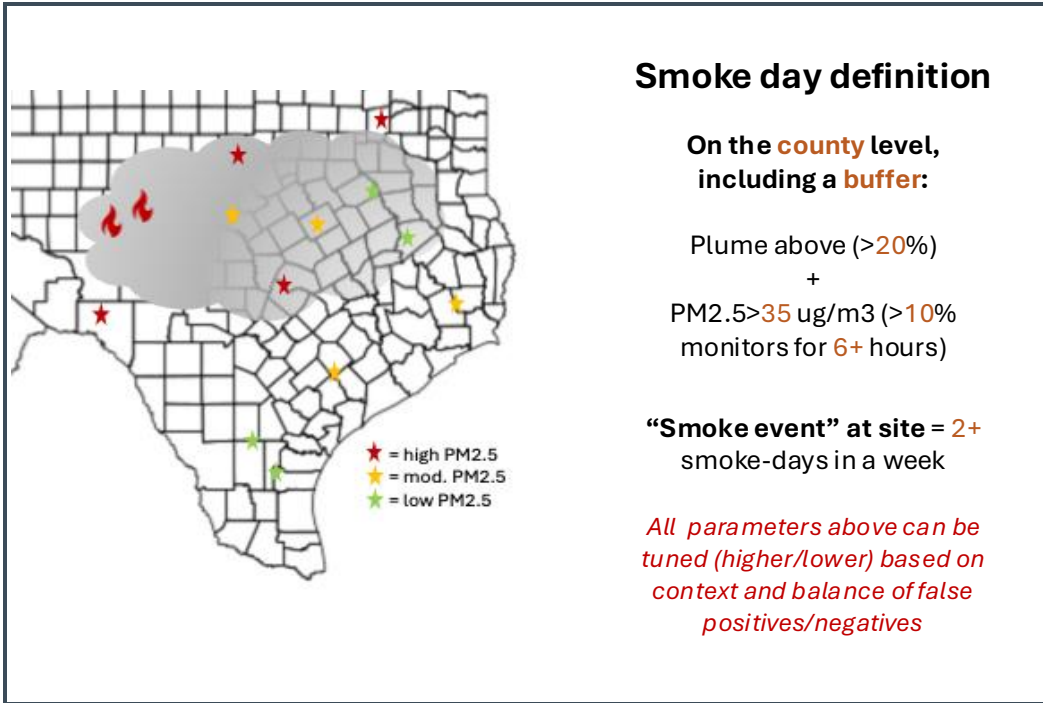 Smoke day definition
On the county level,
including a buffer:
Plume above (>20%)
+
PM2.5>35 ug/m3 (>10%
monitors for 6+ hours)
“Smoke event” at site = 2+
smoke-days in a week
All parameters above can be
tuned (higher/lower) based on
context and balance of false
positives/negatives
= high PM2.5
= mod. PM2.5
= low PM2.5